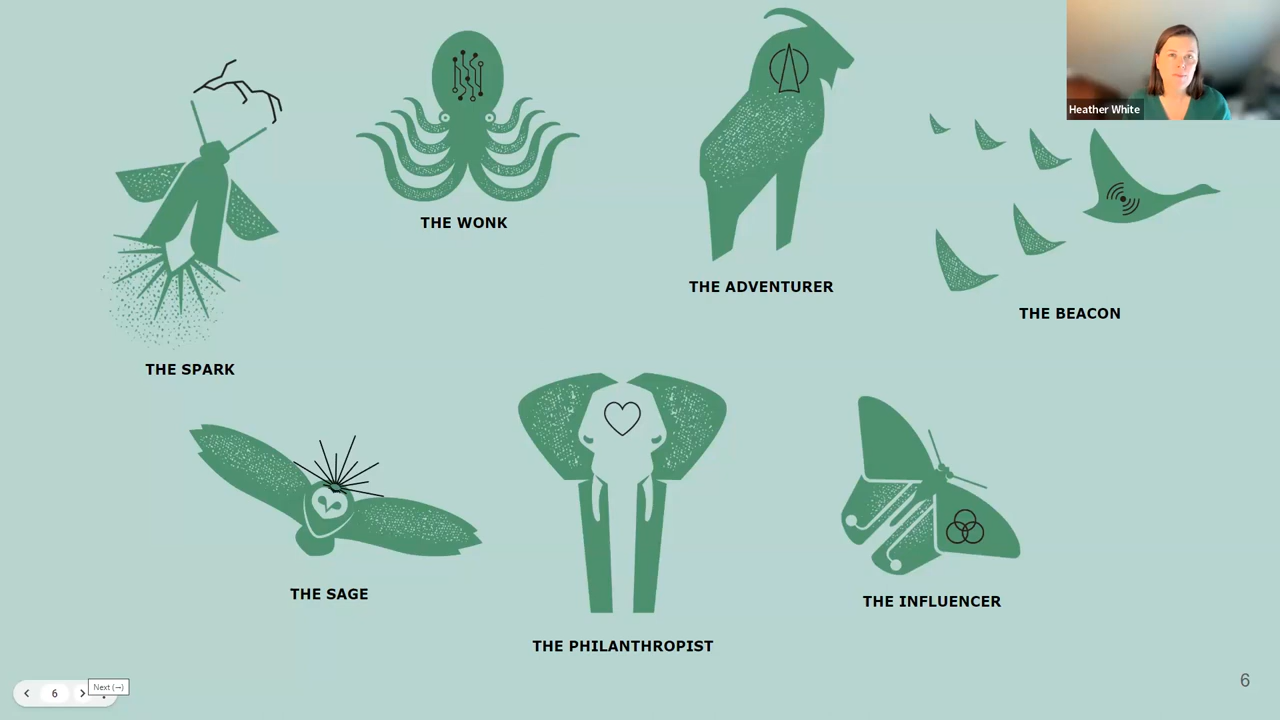 Heather White
THE WONK
THE ADVENTURER
THE BEACON
THE SPARK
THE SAGE
THE INFLUENCER
THE PHILANTHROPIST
6
6
Next (→)